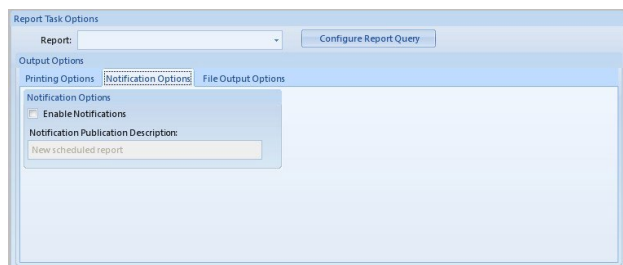 Report Task Options
Report: Configure Report Query
Output Options
Printing Options Notification Options File Output Options
Notification Options
Enable Notifications
Notification Publication Description:
New scheduled report